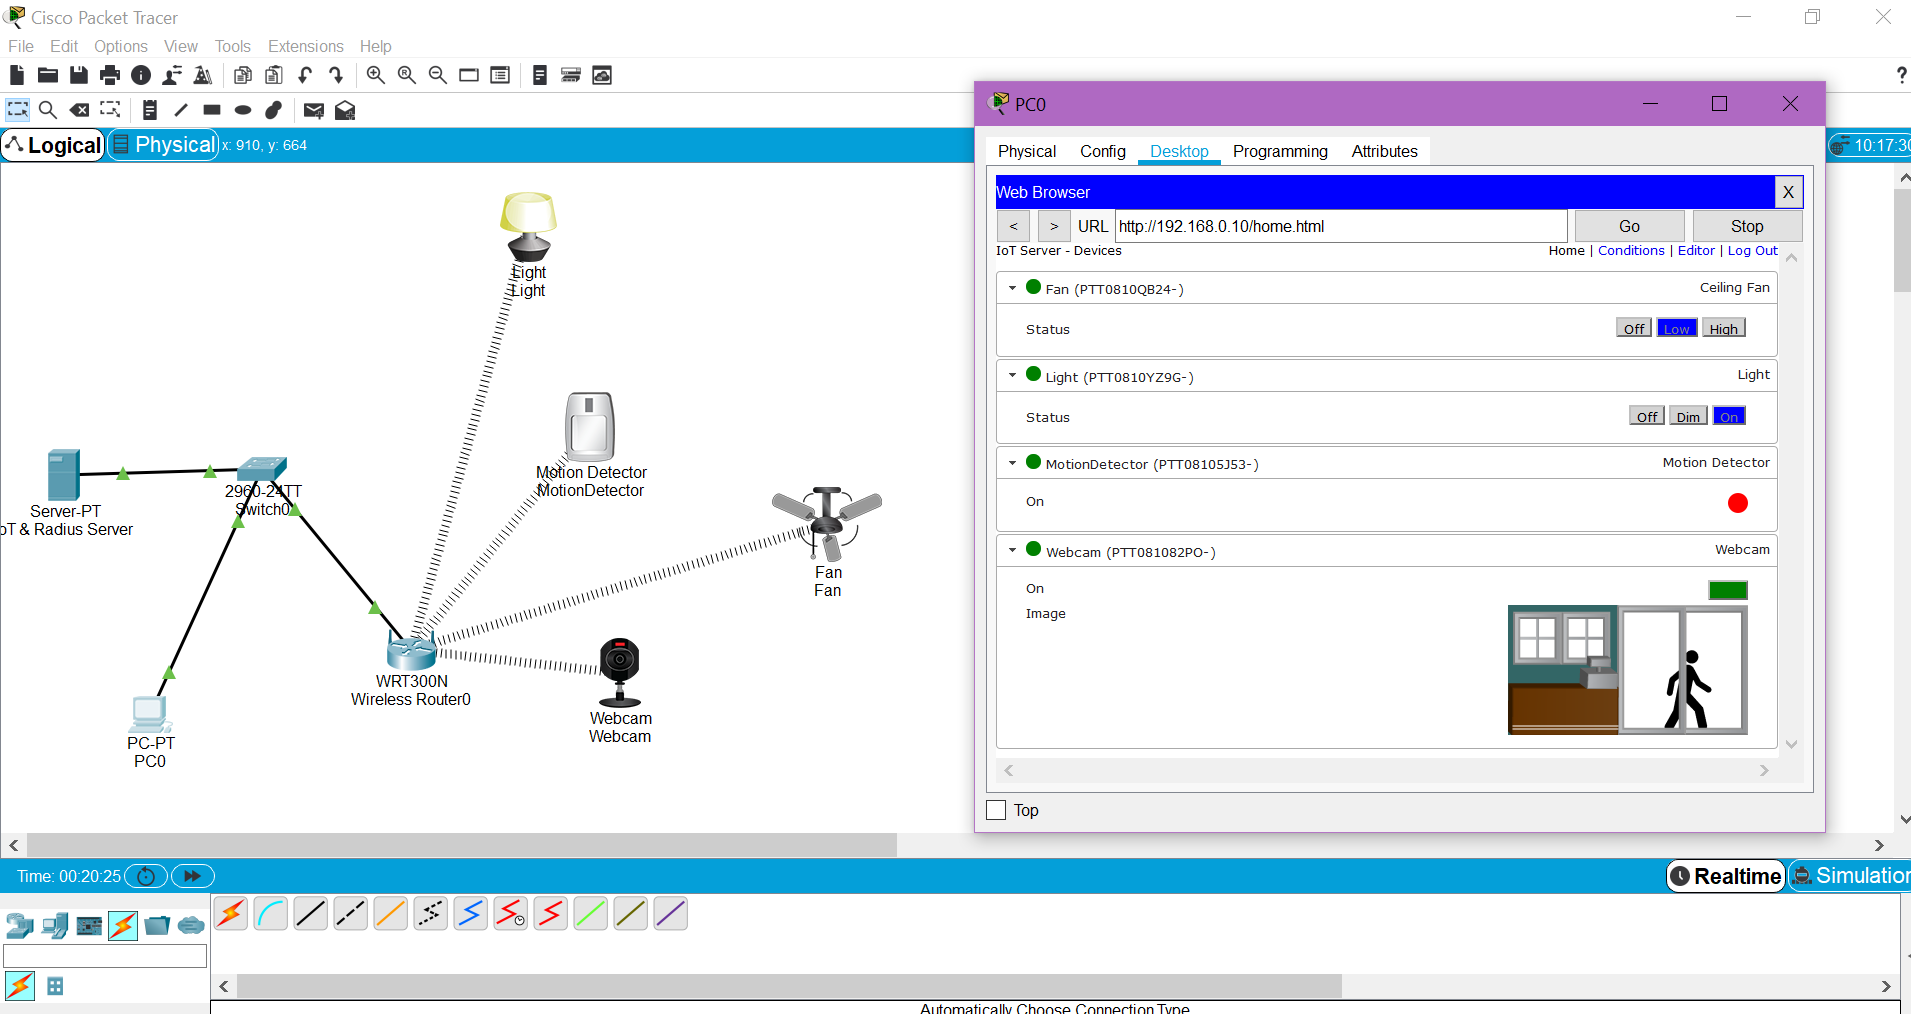 Cisco Packet Tracer
File Edit Options View Tools Extensions Help
?
Logical Physical x: 910, y: 664
10:17:30
Light
Light
Motion Detector
MotionDetector
Fan
Fan
Server-PT
oT & Radius Server
2960-24TT
Switch0
WRT300N
Wireless Router0
Webcam
Webcam
PC-PT
PC0
PC0
Physical Config Desktop Programming Attributes
Web Browser X
< > URL http://192.168.0.10/home.html Go Stop
IoT Server - Devices Home | Conditions | Editor | Log Out
Fan (PTT0810QB24-) Ceiling Fan
Status Off Low High
Light (PTT0810YZ9G-) Light
Status Off Dim On
MotionDetector (PTT08105J53-) Motion Detector
On
Webcam (PTT081082PO-) Webcam
On
Image
Top
Time: 00:20:25 Realtime Simulation
Automatically Choose Connection Type